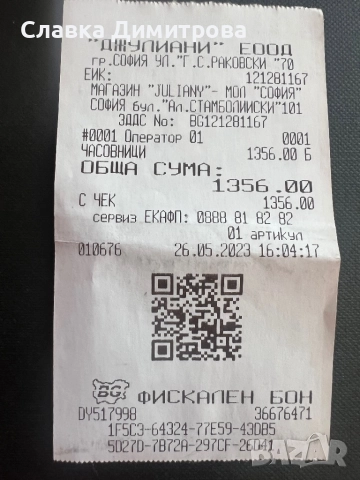 Славка Димитрова
"ДЖУЛИАНИ" ЕООД
гр.СОФИЯ УЛ."Г.С.РАКОВСКИ "70
ЕИК: 121281167
МАГАЗИН "JULIANY"- МОЛ "СОФИЯ"
СОФИЯ бул."Ал.СТАМБОЛИЙСКИ"101
ЗДДС No: BG121281167
#0001 Оператор 01 0001
ЧАСОВНИЦИ 1356.00 Б
ОБЩА СУМА:
1356.00
С ЧЕК 1356.00
сервиз ЕКАФП: 0888 81 82 82
01 артикул
010676 26.05.2023 16:04:17
BG
ФИСКАЛЕН БОН
DY517998 36676471
1F5C3-64324-77E59-43DB5
5D27D-7B72A-297CF-26D41
bazar